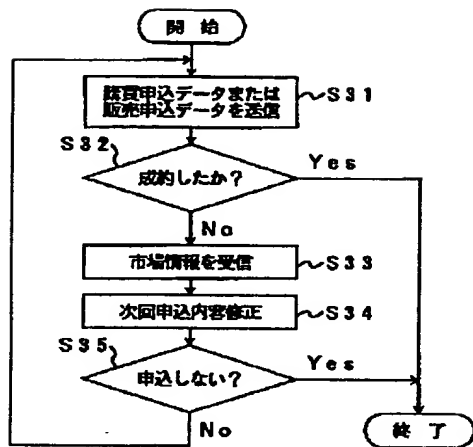 開始
購買申込データまたは
販売申込データを送信
S31
S32
成約したか?
Yes
No
市場情報を受信
S33
次回申込内容修正
S34
S35
申込しない?
Yes
No
終了